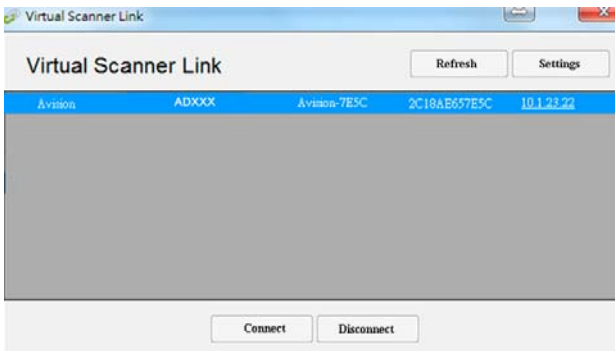 Virtual Scanner Link
Virtual Scanner Link Refresh Settings
Avision ADXXX Avision-7E5C 2C18AE657E5C 10.1.23.22
Connect Disconnect